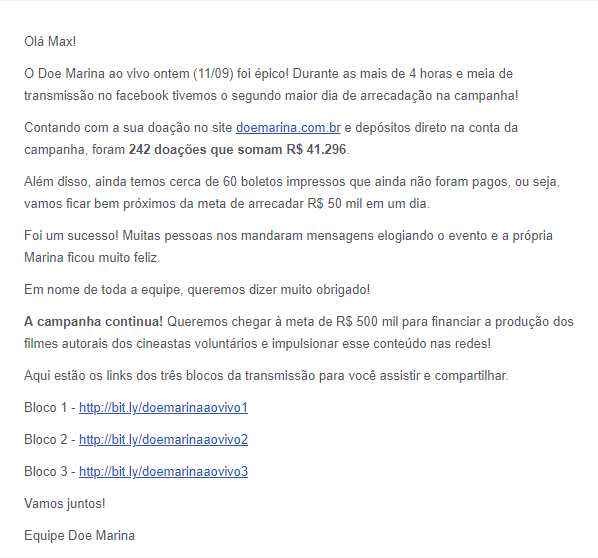 Olá Max!
O Doe Marina ao vivo ontem (11/09) foi épico! Durante as mais de 4 horas e meia de
transmissão no facebook tivemos o segundo maior dia de arrecadação na campanha!
Contando com a sua doação no site doemarina.com.br e depósitos direto na conta da
campanha, foram 242 doações que somam R$ 41.296.
Além disso, ainda temos cerca de 60 boletos impressos que ainda não foram pagos, ou seja,
vamos ficar bem próximos da meta de arrecadar R$ 50 mil em um dia.
Foi um sucesso! Muitas pessoas nos mandaram mensagens elogiando o evento e a própria
Marina ficou muito feliz.
Em nome de toda a equipe, queremos dizer muito obrigado!
A campanha continua! Queremos chegar à meta de R$ 500 mil para financiar a produção dos
filmes autorais dos cineastas voluntários e impulsionar esse conteúdo nas redes!
Aqui estão os links dos três blocos da transmissão para você assistir e compartilhar.
Bloco 1 - http://bit.ly/doemarinaaovivo1
Bloco 2 - http://bit.ly/doemarinaaovivo2
Bloco 3 - http://bit.ly/doemarinaaovivo3
Vamos juntos!
Equipe Doe Marina